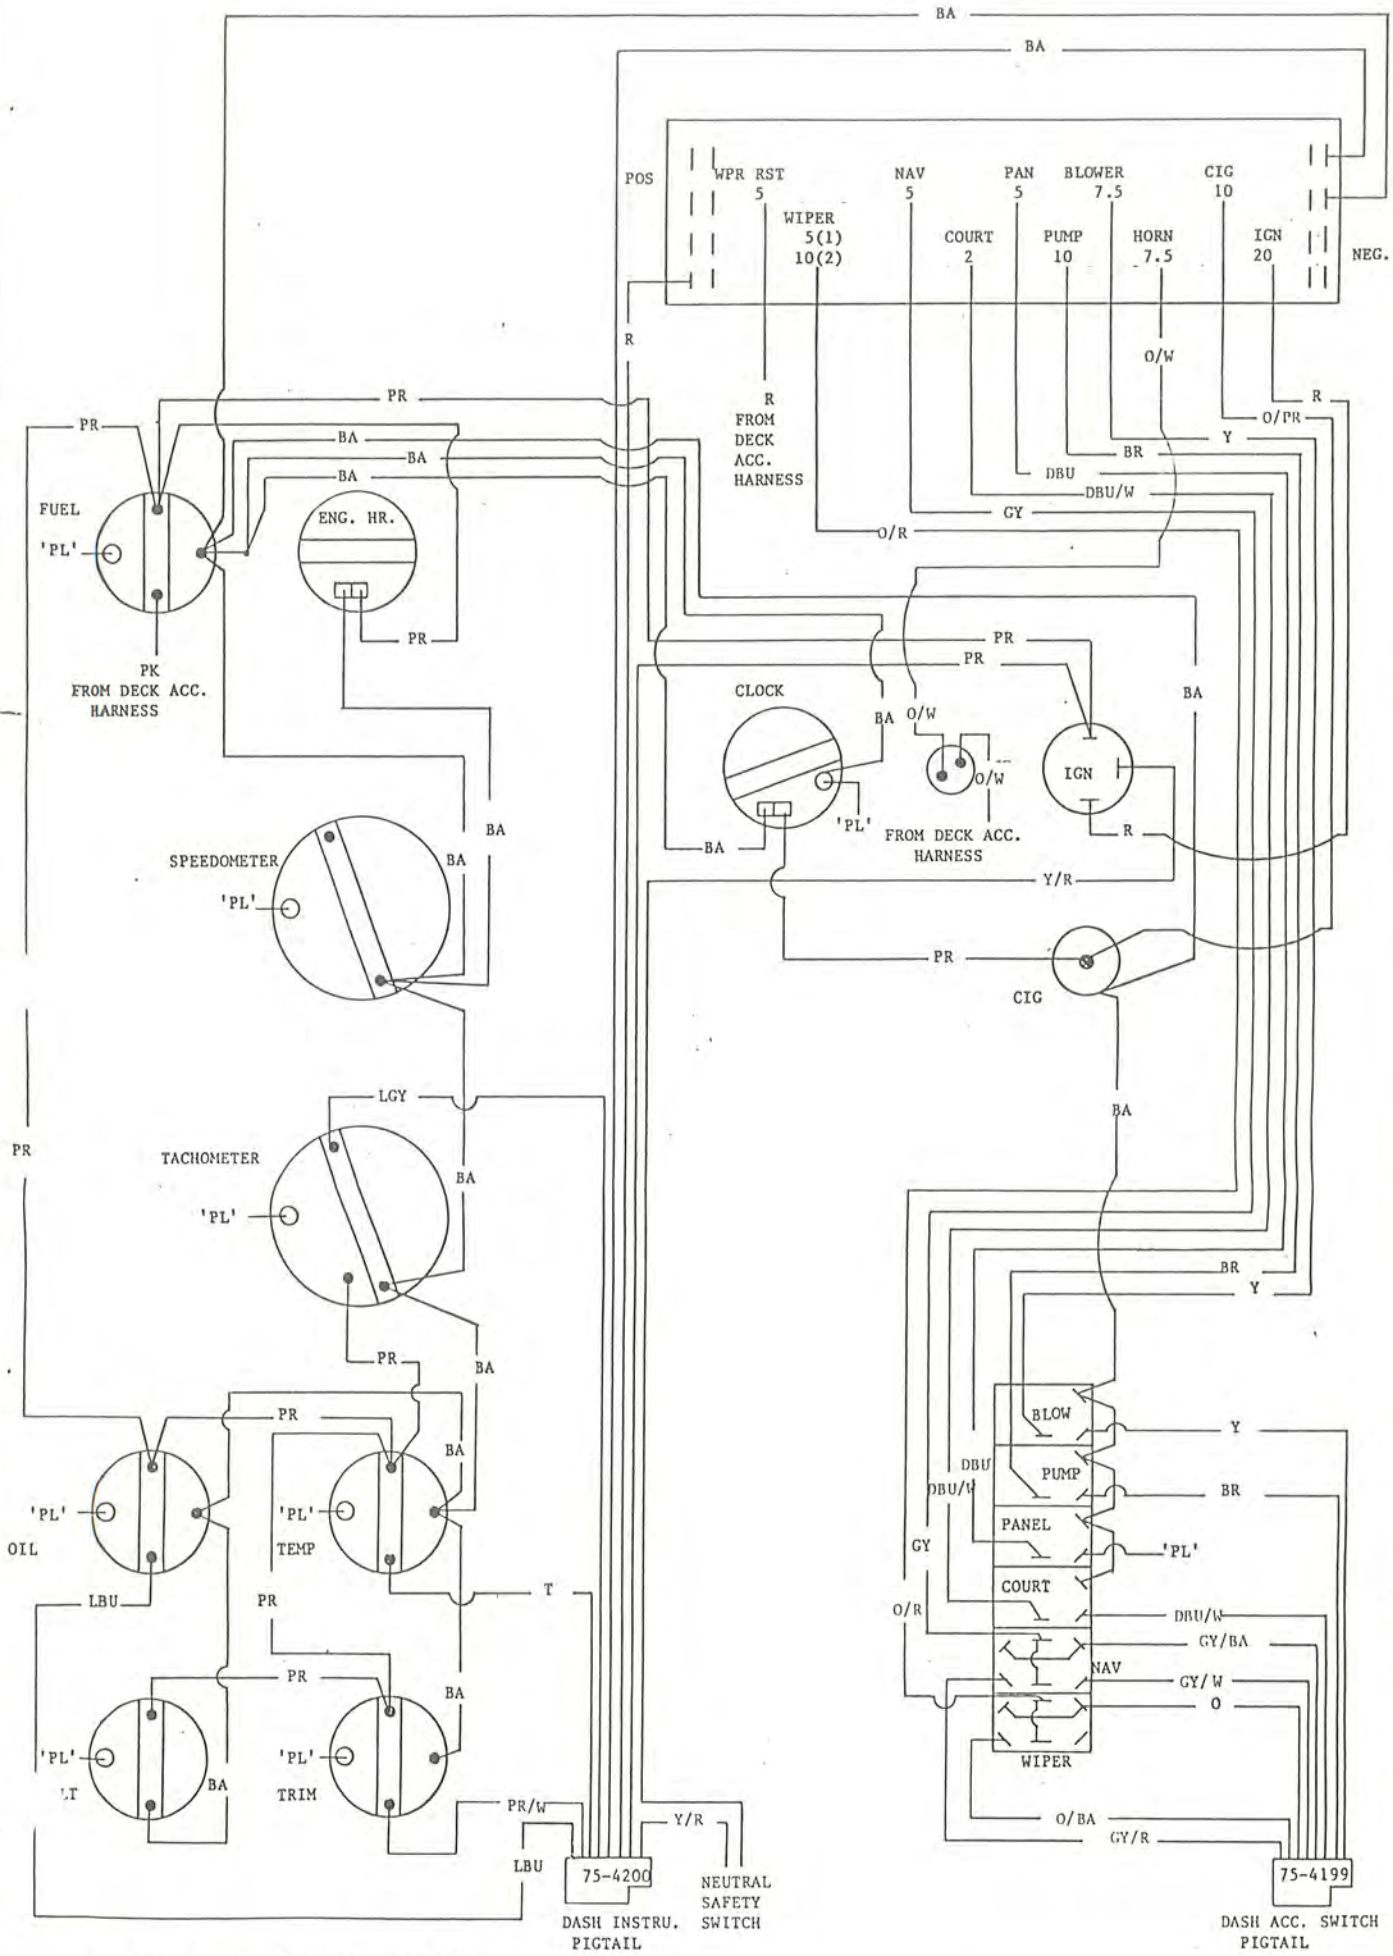 BA
BA
POS
WPR RST
5
NAV
5
PAN
5
BLOWER
7.5
CIG
10
WIPER
5(1)
10(2)
COURT
2
PUMP
10
HORN
7.5
IGN
20
NEG.
R
O/W
R
FROM
DECK
ACC.
HARNESS
R
O/PR
Y
BR
DBU
DBU/W
GY
O/R
PR
PR
BA
BA
BA
FUEL
'PL'
ENG. HR.
PR
PK
FROM DECK ACC.
HARNESS
PR
PR
CLOCK
BA
O/W
BA
IGN
O/W
'PL'
FROM DECK ACC.
HARNESS
R
BA
BA
BA
SPEEDOMETER
'PL'
Y/R
PR
CIG
BA
LGY
PR
TACHOMETER
'PL'
BA
BR
Y
PR
BA
PR
BA
BLOW
Y
DBU
DBU/W
PUMP
BR
'PL'
OIL
'PL'
TEMP
PANEL
'PL'
GY
COURT
T
LBU
PR
O/R
DBU/W
GY/BA
NAV
PR
BA
GY/W
O
'PL'
LT
BA
'PL'
TRIM
WIPER
PR/W
Y/R
O/BA
GY/R
LBU
75-4200
NEUTRAL
SAFETY
SWITCH
75-4199
DASH INSTRU.
PIGTAIL
DASH ACC. SWITCH
PIGTAIL